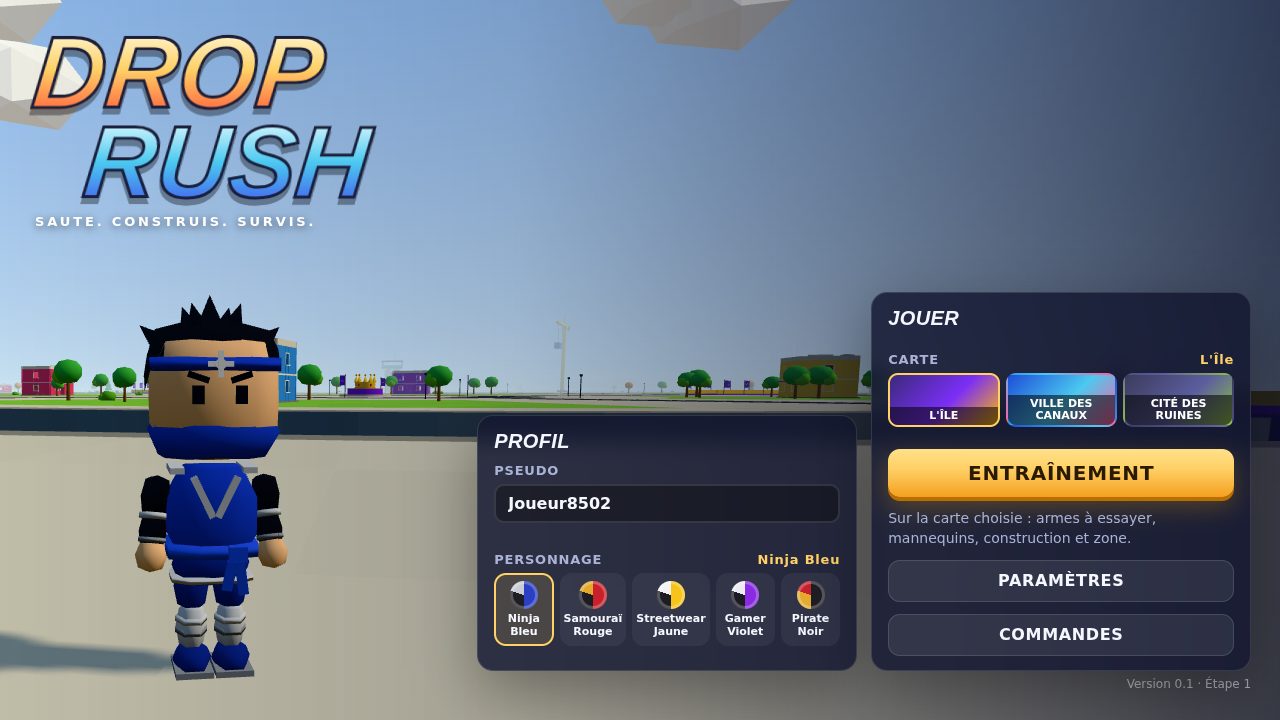 DROP
RUSH
SAUTE. CONSTRUIS. SURVIS.
PROFIL
PSEUDO
Joueur8502
PERSONNAGE
Ninja Bleu
Ninja
Bleu
Samouraï
Rouge
Streetwear
Jaune
Gamer
Violet
Pirate
Noir
JOUER
CARTE
L'Île
L'ÎLE
VILLE DES
CANAUX
CITÉ DES
RUINES
ENTRAÎNEMENT
Sur la carte choisie : armes à essayer,
mannequins, construction et zone.
PARAMÈTRES
COMMANDES
Version 0.1 · Étape 1